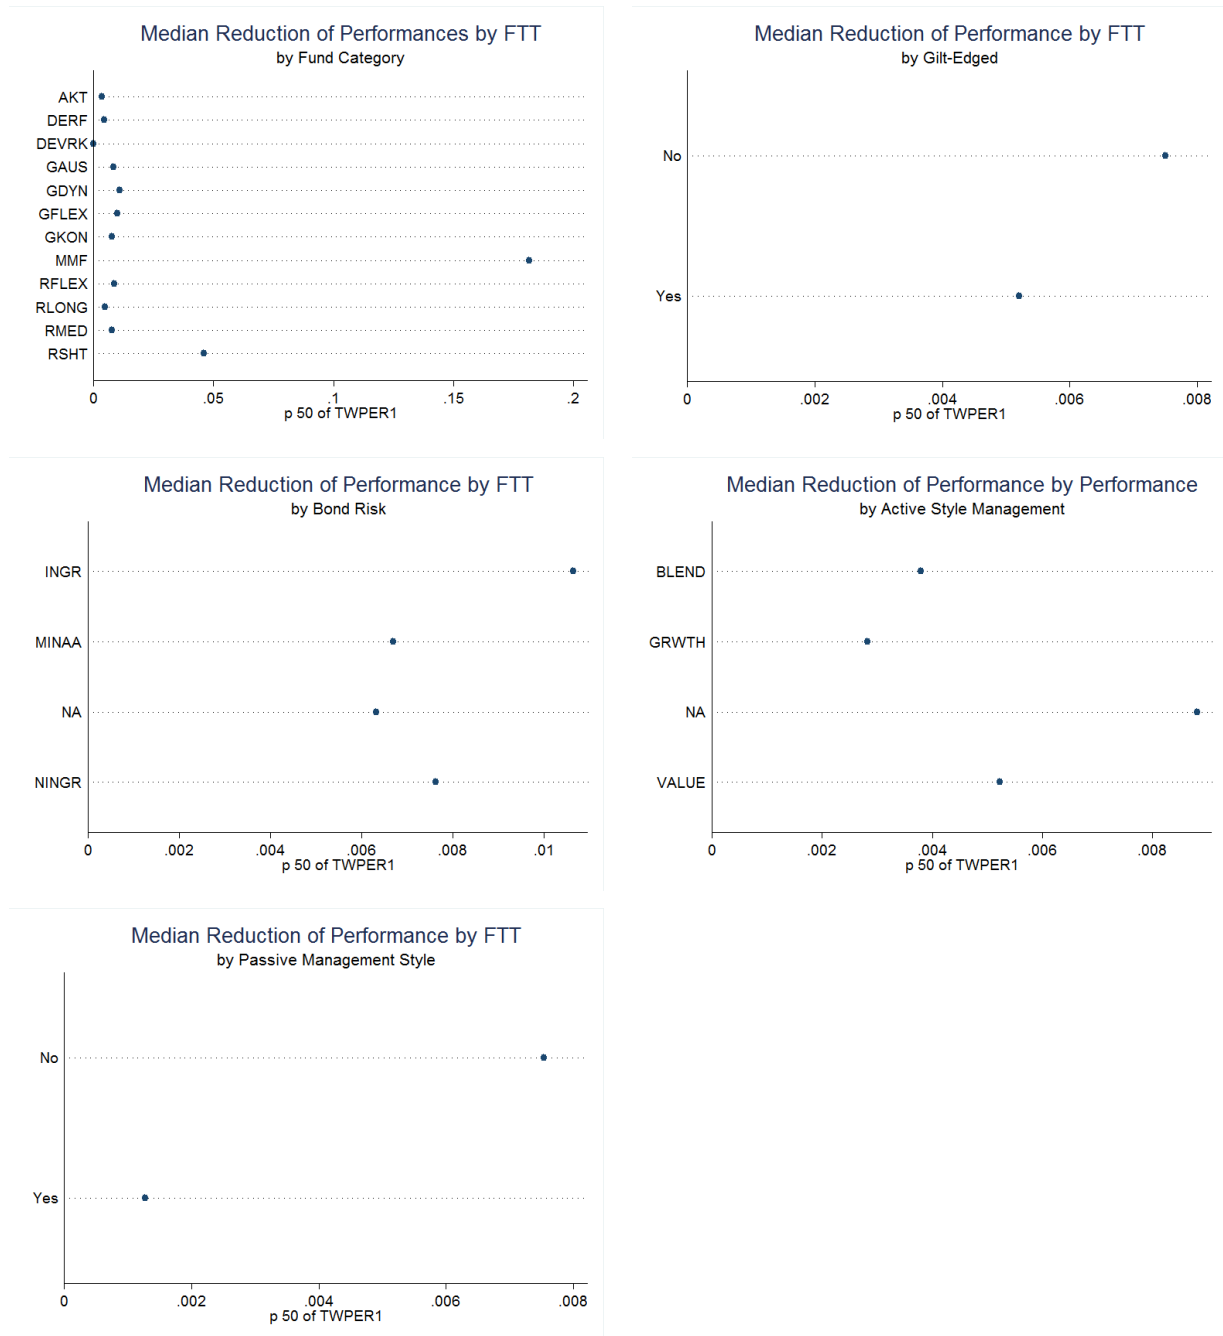 Median Reduction of Performances by FTT
by Fund Category
AKT
DERF
DEVRK
GAUS
GDYN
GFLEX
GKON
MMF
RFLEX
RLONG
RMED
RSHT
0 .05 .1 .15 .2
p 50 of TWPER1
Median Reduction of Performance by FTT
by Gilt-Edged
No
Yes
0 .002 .004 .006 .008
p 50 of TWPER1
Median Reduction of Performance by FTT
by Bond Risk
INGR
MINAA
NA
NINGR
0 .002 .004 .006 .008 .01
p 50 of TWPER1
Median Reduction of Performance by Performance
by Active Style Management
BLEND
GRWTH
NA
VALUE
0 .002 .004 .006 .008
p 50 of TWPER1
Median Reduction of Performance by FTT
by Passive Management Style
No
Yes
0 .002 .004 .006 .008
p 50 of TWPER1